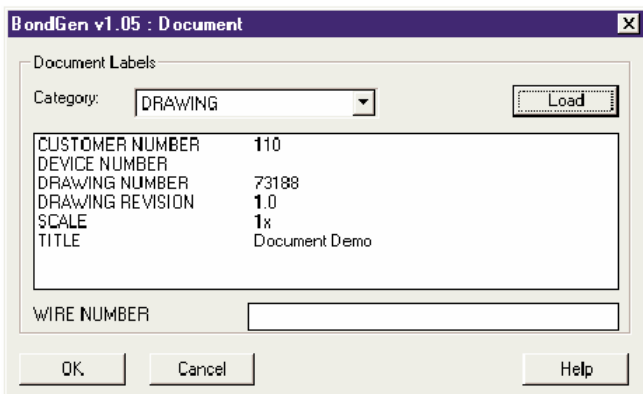 BondGen v1.05 : Document
Document Labels
Category: DRAWING Load
CUSTOMER NUMBER 110
DEVICE NUMBER
DRAWING NUMBER 73188
DRAWING REVISION 1.0
SCALE 1x
TITLE Document Demo
WIRE NUMBER
OK Cancel Help